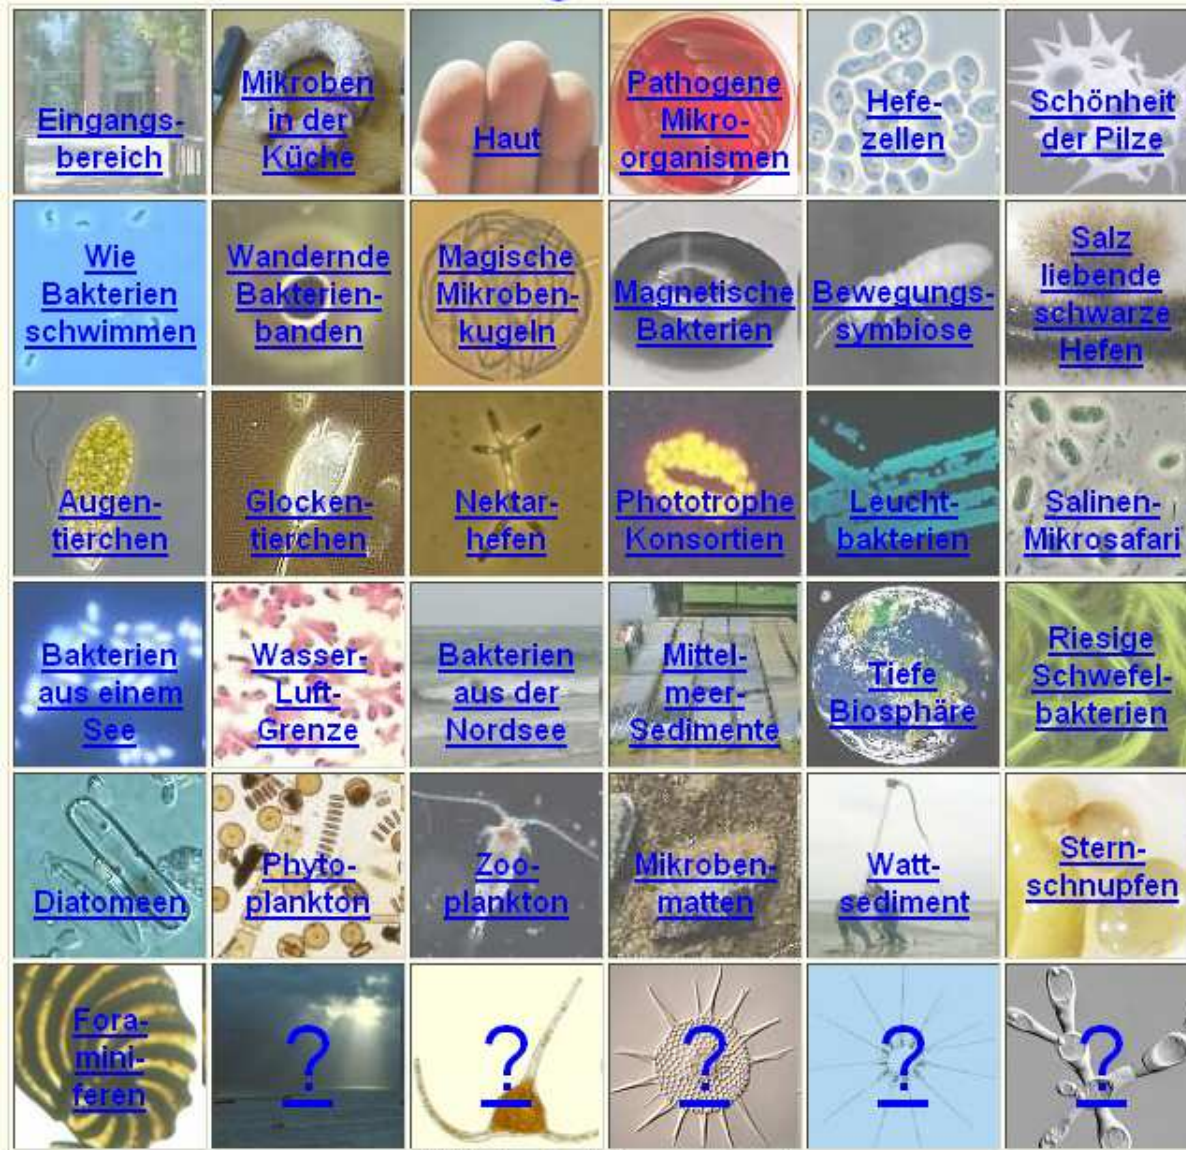 Eingangs-
bereich
Mikroben
in der
Küche
Haut
Pathogene
Mikro-
organismen
Hefe-
zellen
Schönheit
der Pilze
Wie
Bakterien
schwimmen
Wandernde
Bakterien-
banden
Magische
Mikroben-
kugeln
Magnetische
Bakterien
Bewegungs-
symbiose
Salz
liebende
schwarze
Hefen
Augen-
tierchen
Glocken-
tierchen
Nektar-
hefen
Phototrophe
Konsortien
Leucht-
bakterien
Salinen-
Mikrosafari
Bakterien
aus einem
See
Wasser-
Luft-
Grenze
Bakterien
aus der
Nordsee
Mittel-
meer-
Sedimente
Tiefe
Biosphäre
Riesige
Schwefel-
bakterien
Diatomeen
Phyto-
plankton
Zoo-
plankton
Mikroben-
matten
Watt-
sediment
Stern-
schnupfen
Fora-
mini-
feren
?
?
?
?
?